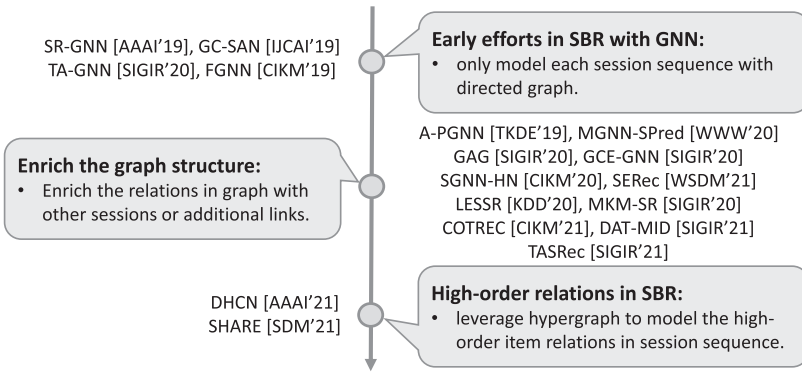 SR-GNN [AAAI'19], GC-SAN [IJCAI'19]
TA-GNN [SIGIR'20], FGNN [CIKM'19]
Early efforts in SBR with GNN:
• only model each session sequence with
directed graph.
Enrich the graph structure:
• Enrich the relations in graph with
other sessions or additional links.
A-PGNN [TKDE'19], MGNN-SPred [WWW'20]
GAG [SIGIR'20], GCE-GNN [SIGIR'20]
SGNN-HN [CIKM'20], SERec [WSDM'21]
LESSR [KDD'20], MKM-SR [SIGIR'20]
COTREC [CIKM'21], DAT-MID [SIGIR'21]
TASRec [SIGIR'21]
DHCN [AAAI'21]
SHARE [SDM'21]
High-order relations in SBR:
• leverage hypergraph to model the high-
order item relations in session sequence.